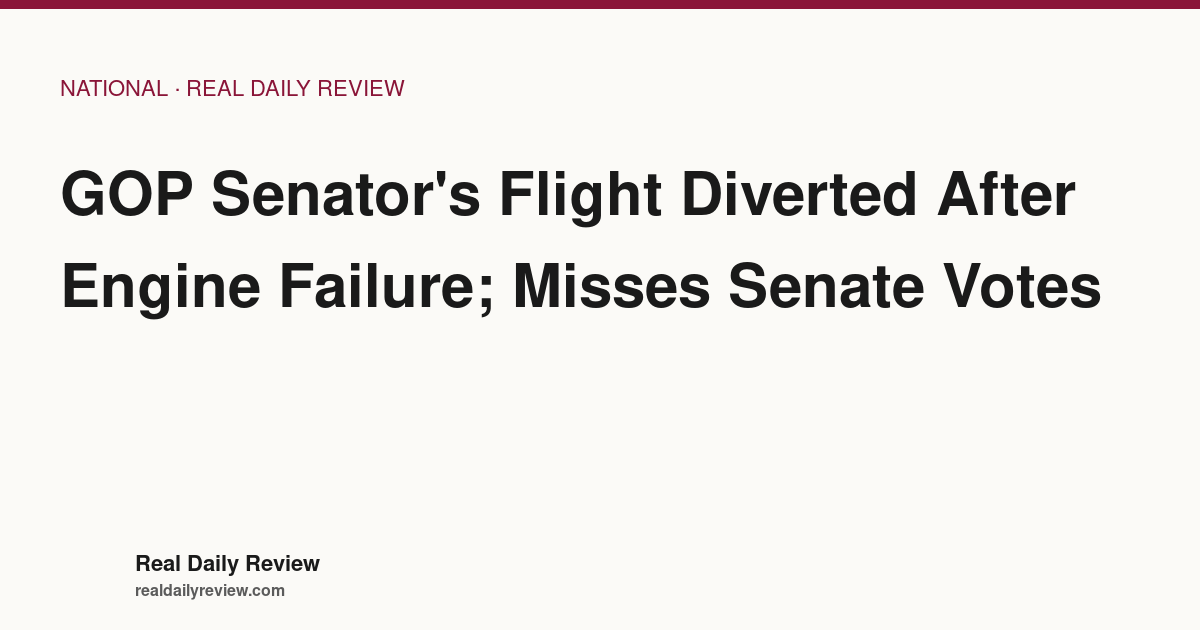 NATIONAL · REAL DAILY REVIEW
GOP Senator's Flight Diverted After
Engine Failure; Misses Senate Votes
Real Daily Review
realdailyreview.com